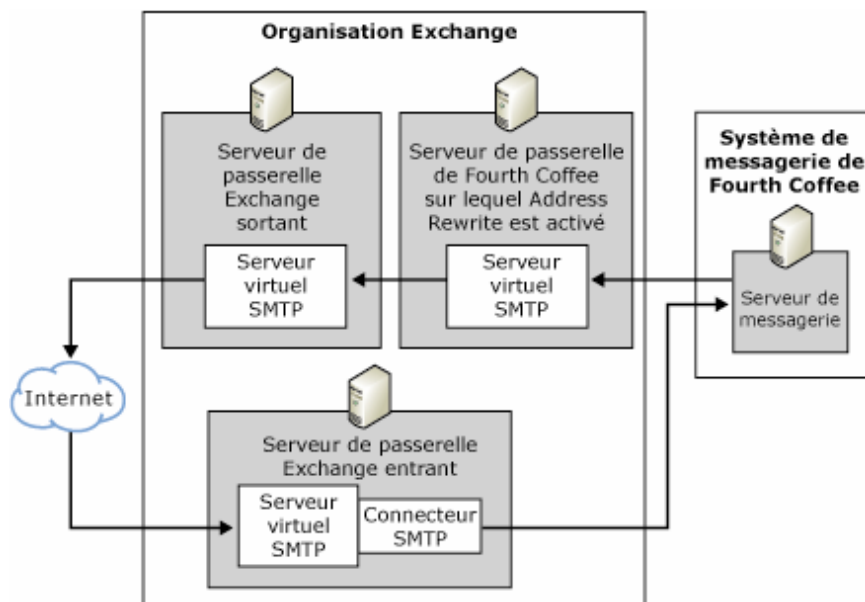 Organisation Exchange
Serveur de
passerelle
Exchange
sortant
Serveur
virtuel
SMTP
Serveur de passerelle
de Fourth Coffee
sur lequel Address
Rewrite est activé
Serveur
virtuel
SMTP
Système de
messagerie de
Fourth Coffee
Serveur de
messagerie
Internet
Serveur de passerelle
Exchange entrant
Serveur
virtuel
SMTP
Connecteur
SMTP